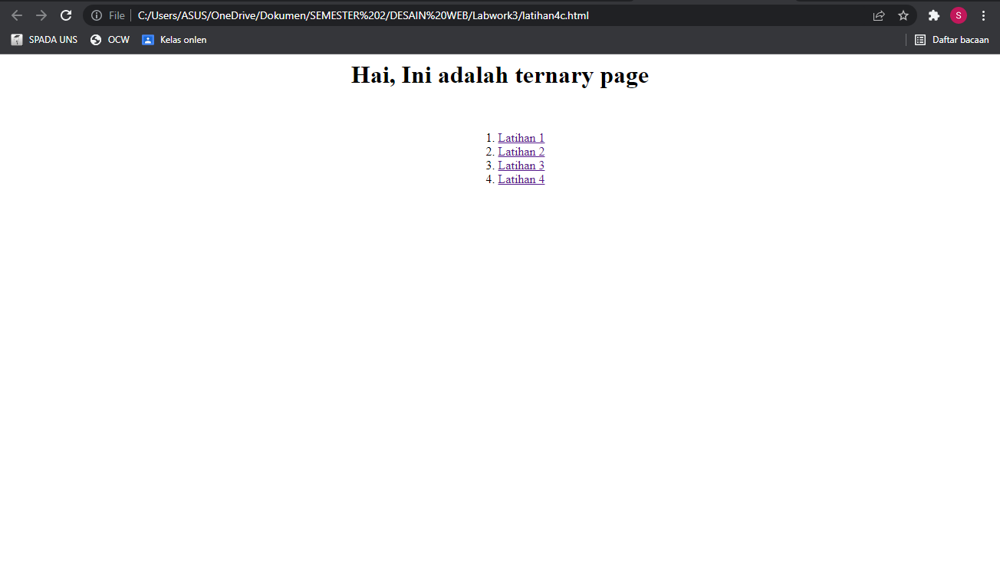 File C:/Users/ASUS/OneDrive/Dokumen/SEMESTER%202/DESAIN%20WEB/Labwork3/latihan4c.html S
SPADA UNS OCW Kelas onlen Daftar bacaan
Hai, Ini adalah ternary page
1. Latihan 1
2. Latihan 2
3. Latihan 3
4. Latihan 4